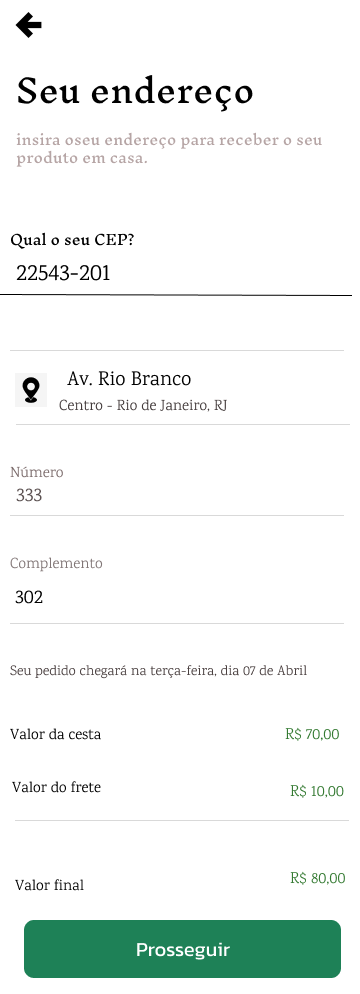 Seu endereço
insira oseu endereço para receber o seu
produto em casa.
Qual o seu CEP?
22543-201
Av. Rio Branco
Centro - Rio de Janeiro, RJ
Número
333
Complemento
302
Seu pedido chegará na terça-feira, dia 07 de Abril
Valor da cesta R$ 70,00
Valor do frete R$ 10,00
Valor final R$ 80,00
Prosseguir